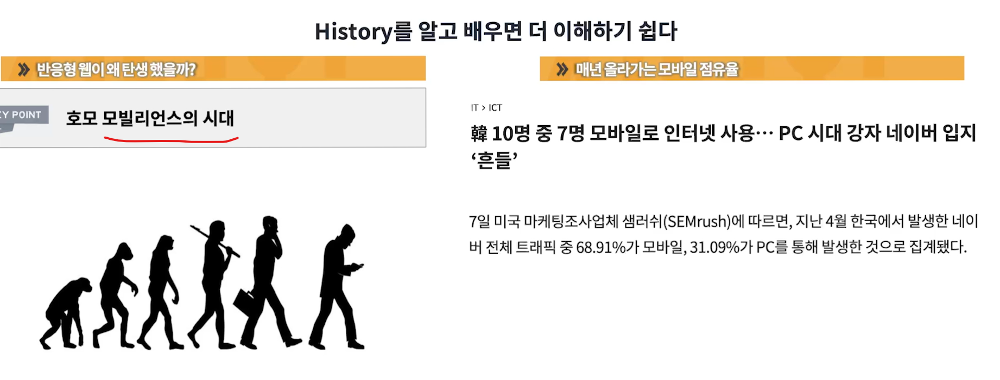 History를 알고 배우면 더 이해하기 쉽다
반응형 웹이 왜 탄생 했을까?
POINT
호모 모빌리언스의 시대
매년 올라가는 모바일 점유율
IT > ICT
韓 10명 중 7명 모바일로 인터넷 사용… PC 시대 강자 네이버 입지
‘흔들’
7일 미국 마케팅조사업체 샘러쉬(SEMrush)에 따르면, 지난 4월 한국에서 발생한 네이
버 전체 트래픽 중 68.91%가 모바일, 31.09%가 PC를 통해 발생한 것으로 집계됐다.